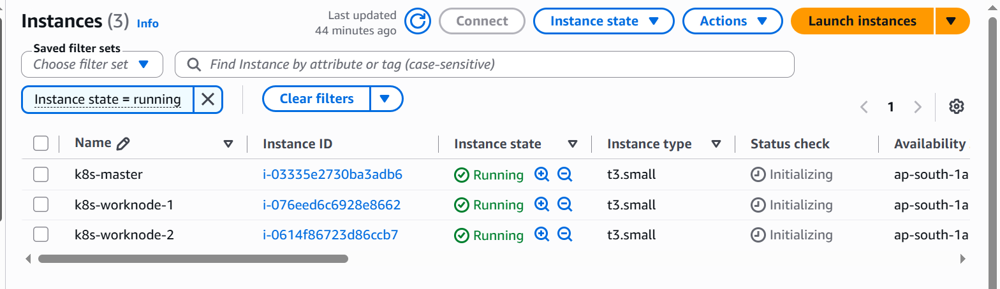 Instances (3) Info
Last updated
44 minutes ago
Connect
Instance state
Actions
Launch instances
Saved filter sets
Choose filter set
Find Instance by attribute or tag (case-sensitive)
Instance state = running
Clear filters
1
Name Instance ID Instance state Instance type Status check Availability
k8s-master i-03335e2730ba3adb6 Running t3.small Initializing ap-south-1a
k8s-worknode-1 i-076eed6c6928e8662 Running t3.small Initializing ap-south-1a
k8s-worknode-2 i-0614f86723d86ccb7 Running t3.small Initializing ap-south-1a